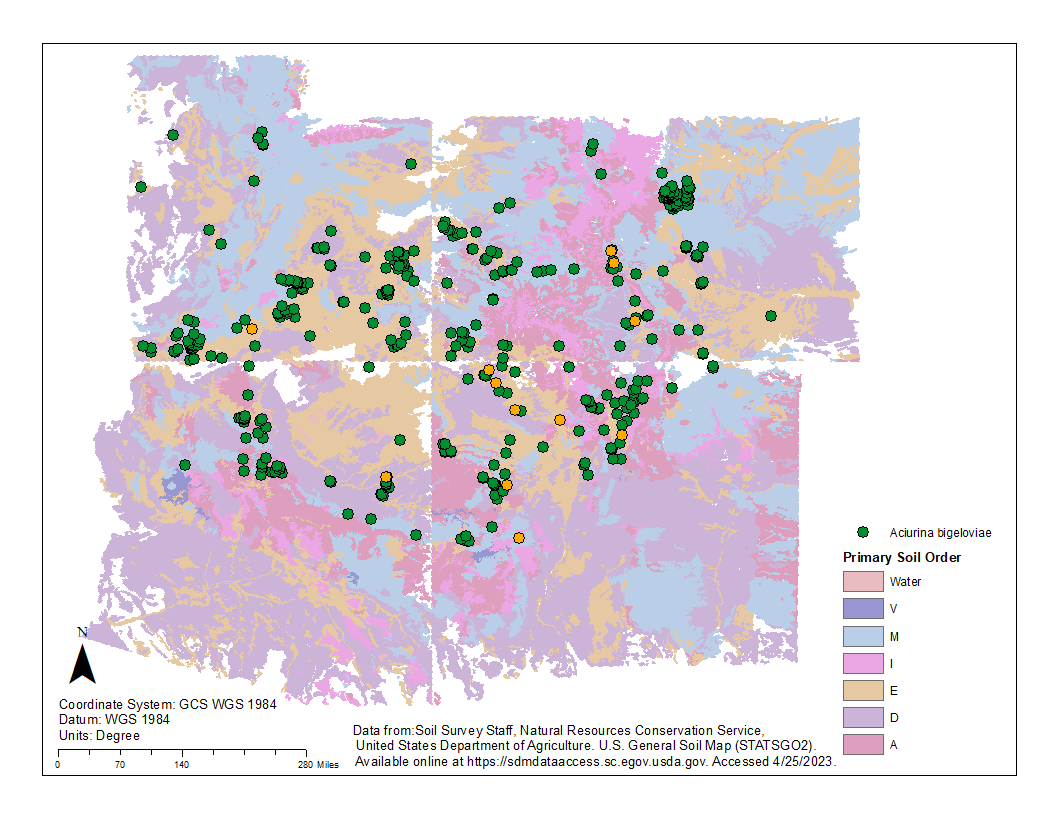 Aciurina bigeloviae
Primary Soil Order
Water
V
M
I
E
D
A
N
Coordinate System: GCS WGS 1984
Datum: WGS 1984
Units: Degree
0 70 140 280 Miles
Data from:Soil Survey Staff, Natural Resources Conservation Service,
United States Department of Agriculture. U.S. General Soil Map (STATSGO2).
Available online at https://sdmdataaccess.sc.egov.usda.gov. Accessed 4/25/2023.